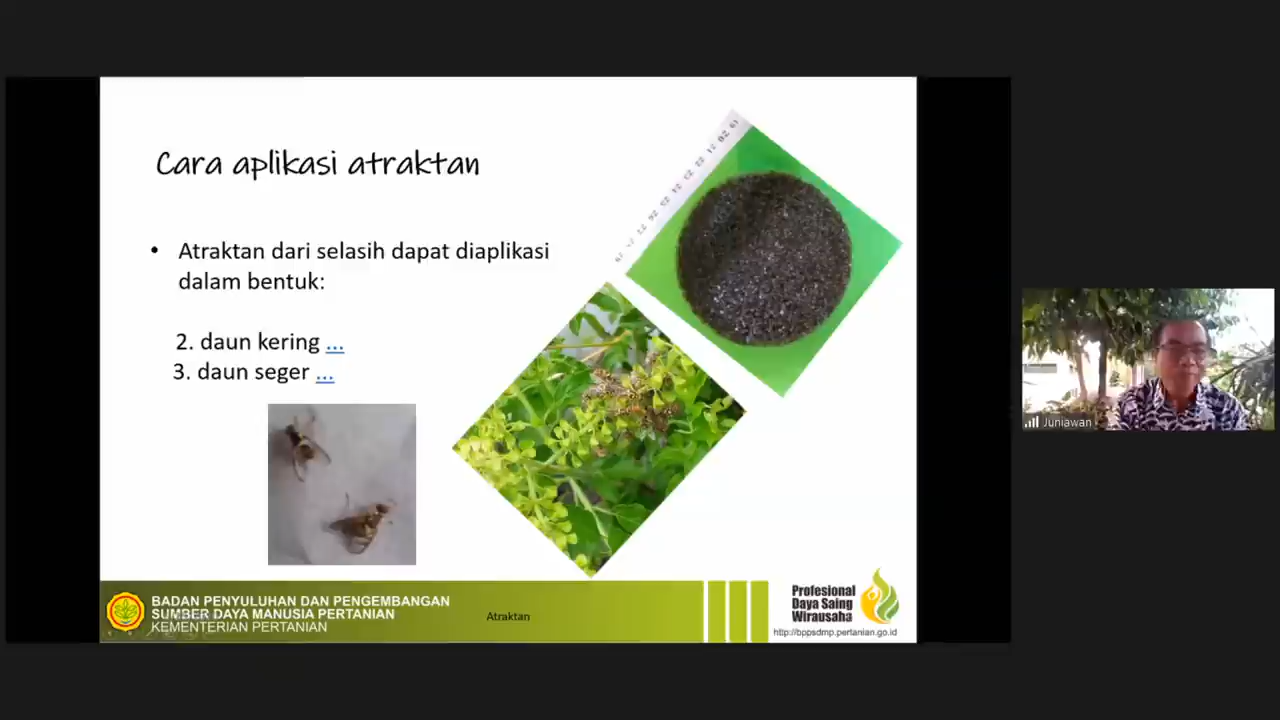 Cara aplikasi atraktan
• Atraktan dari selasih dapat diaplikasi
dalam bentuk:
2. daun kering ...
3. daun seger ...
BADAN PENYULUHAN DAN PENGEMBANGAN
SUMBER DAYA MANUSIA PERTANIAN
KEMENTERIAN PERTANIAN
Atraktan
Profesional
Daya Saing
Wirausaha
http://bppsdmp.pertanian.go.id
Juniawan